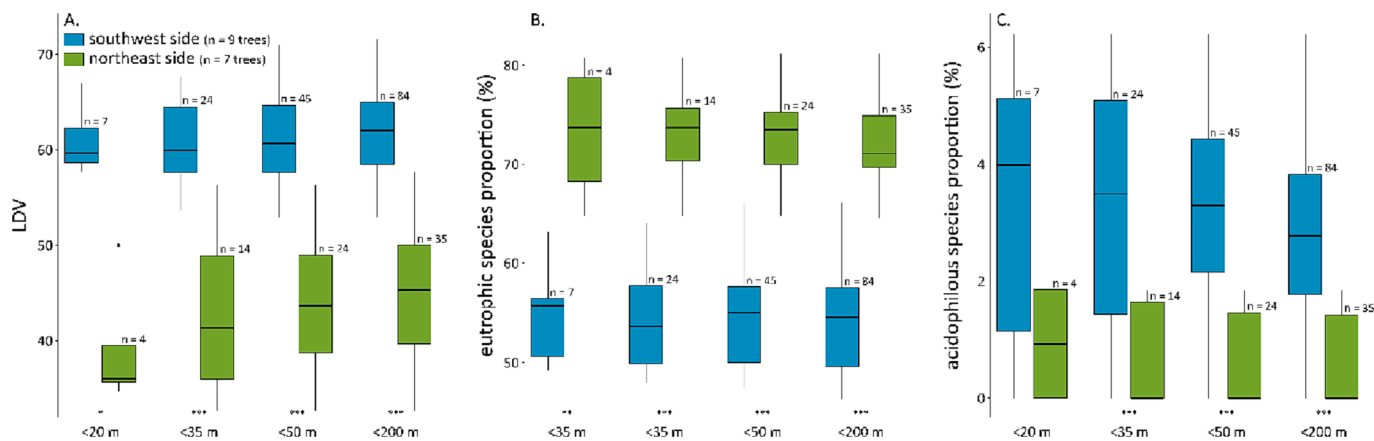 A.
southwest side (n = 9 trees)
northeast side (n = 7 trees)
LDV
70
60
50
40
n = 7
n = 24
n = 45
n = 84
n = 4
n = 14
n = 24
n = 35
*
***
***
***
<20 m
<35 m
<50 m
<200 m
B.
eutrophic species proportion (%)
80
70
60
50
n = 4
n = 14
n = 24
n = 35
n = 7
n = 24
n = 45
n = 84
**
***
***
***
<35 m
<35 m
<50 m
<200 m
C.
acidophilous species proportion (%)
6
4
2
0
n = 7
n = 24
n = 45
n = 84
n = 4
n = 14
n = 24
n = 35
***
***
***
<20 m
<35 m
<50 m
<200 m